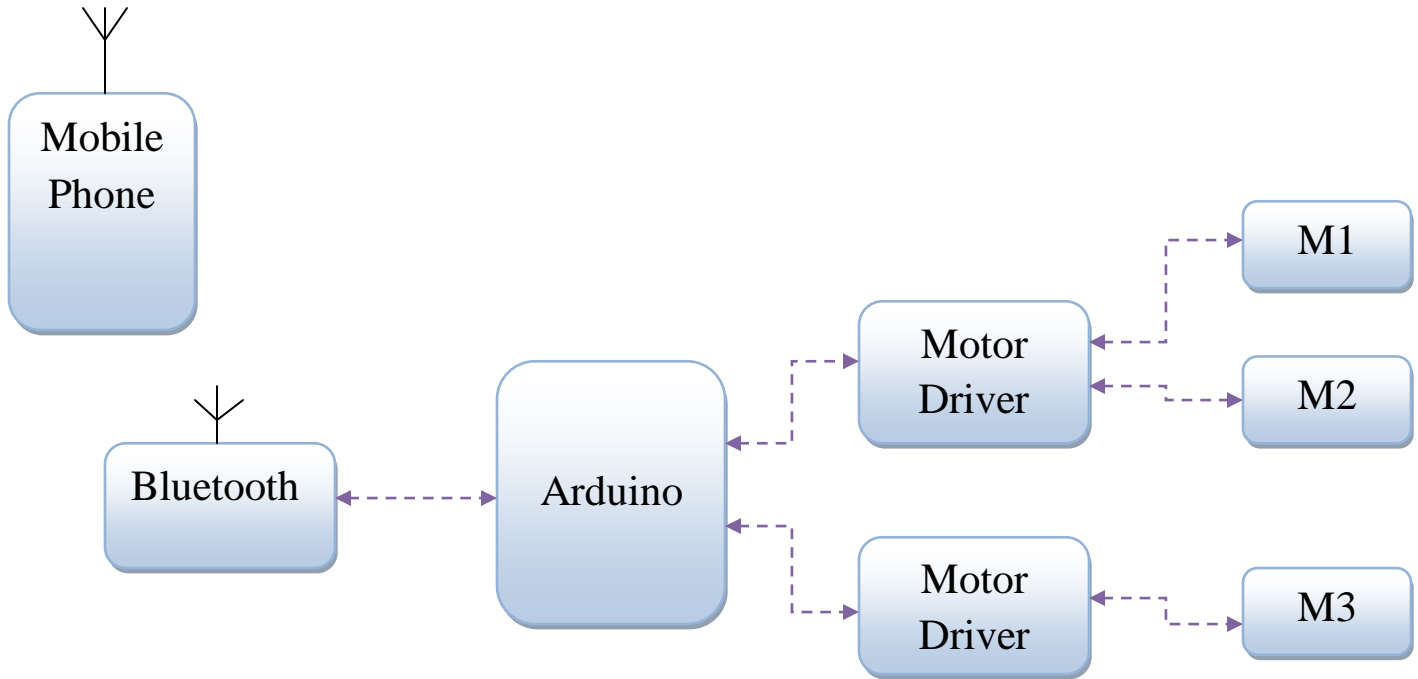 Mobile
Phone
Bluetooth
Arduino
Motor
Driver
Motor
Driver
M1
M2
M3